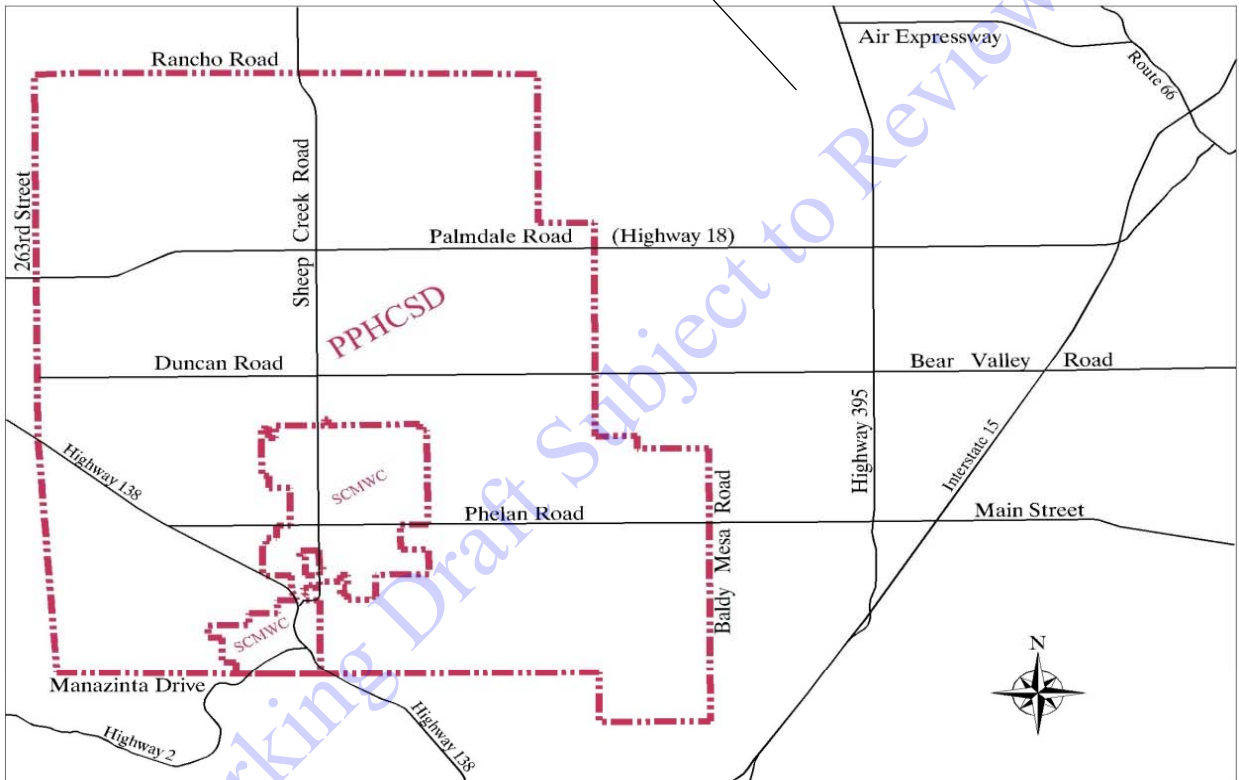 Air Expressway
Rancho Road
Route 66
263rd Street
Sheep Creek Road
Palmdale Road (Highway 18)
PPHCSD
Duncan Road
Bear Valley Road
Highway 138
SCMWC
Highway 395
Interstate 15
Phelan Road
Main Street
Baldy Mesa Road
SCMWC
N
Manazinta Drive
Highway 2
Highway 138
rking Draft Subject to Review